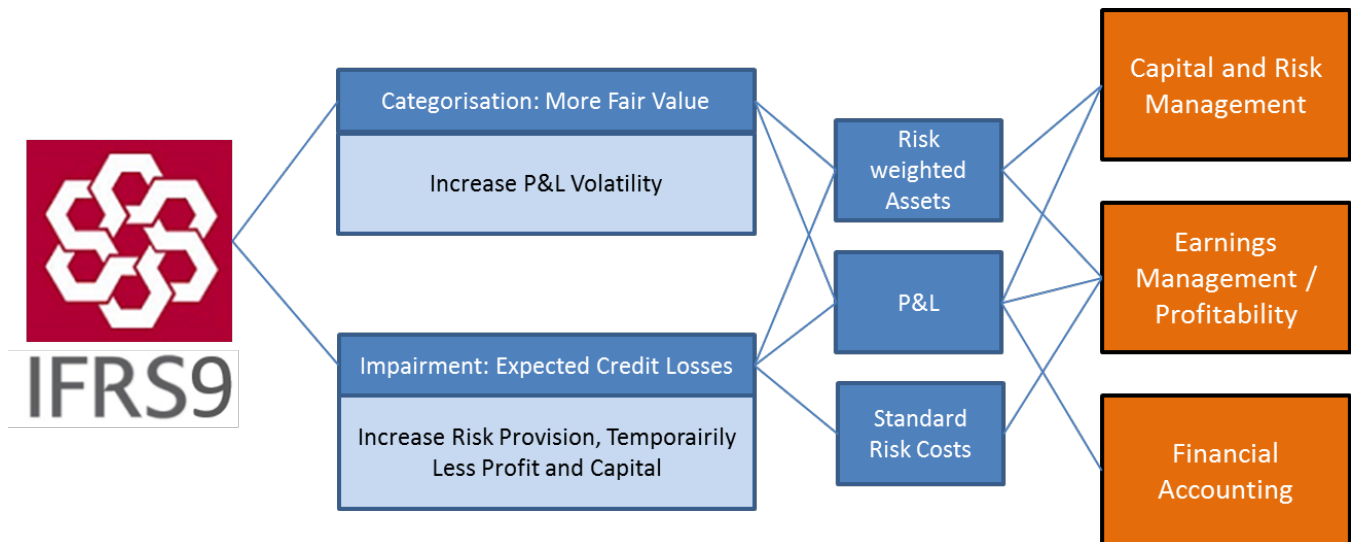 IFRS9
Categorisation: More Fair Value
Increase P&L Volatility
Impairment: Expected Credit Losses
Increase Risk Provision, Temporairily
Less Profit and Capital
Risk
weighted
Assets
P&L
Standard
Risk Costs
Capital and Risk
Management
Earnings
Management /
Profitability
Financial
Accounting